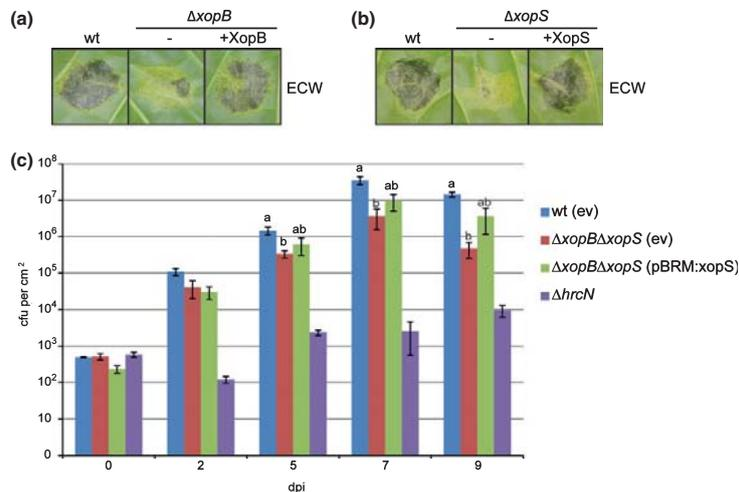 (a)
ΔxopB
wt - +XopB
ECW
(b)
ΔxopS
wt - +XopS
ECW
(c)
cfu per cm²
10⁸
10⁷
10⁶
10⁵
10⁴
10³
10²
10
0
a b ab
a b ab
a b ab
0 2 5 7 9
dpi
wt (ev)
ΔxopBΔxopS (ev)
ΔxopBΔxopS (pBRM:xopS)
ΔhrcN